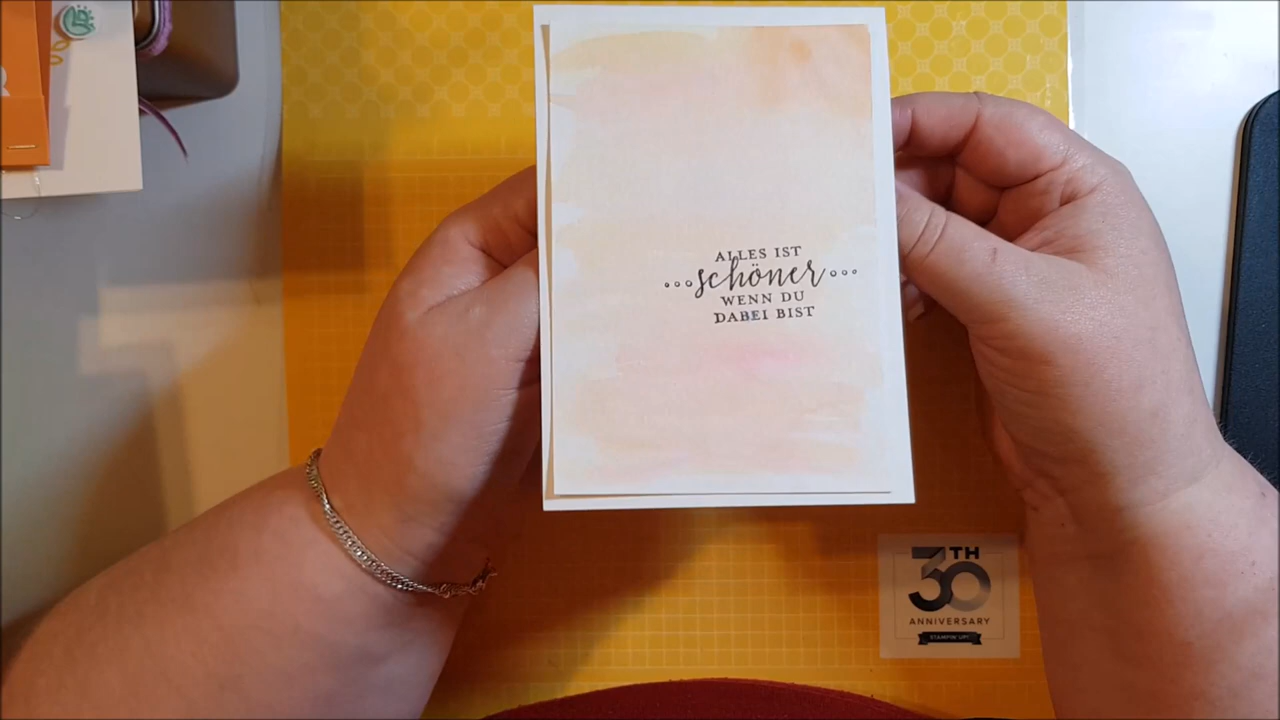 ALLES IST
schöner
WENN DU
DABEI BIST
30TH
ANNIVERSARY
STAMPIN' UP!